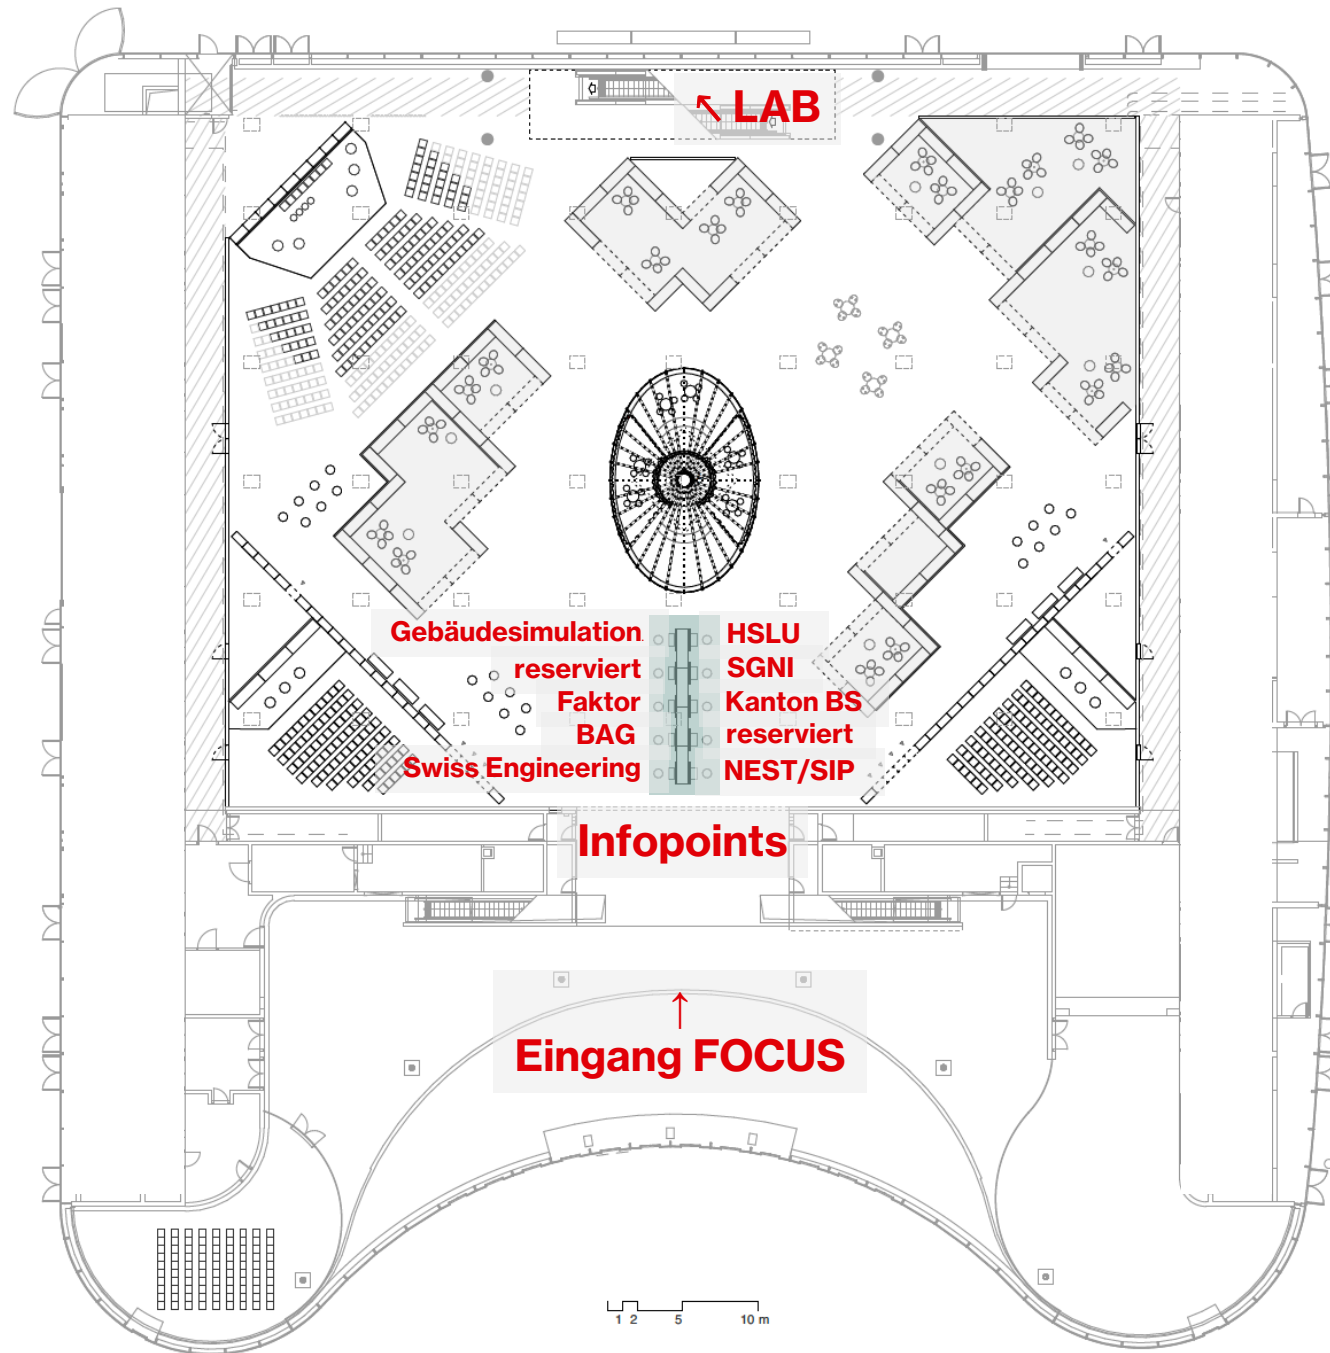 ↖ LAB
Gebäudesimulation HSLU
reserviert SGNI
Faktor Kanton BS
BAG reserviert
Swiss Engineering NEST/SIP
Infopoints
↑
Eingang FOCUS
1 2 5 10 m